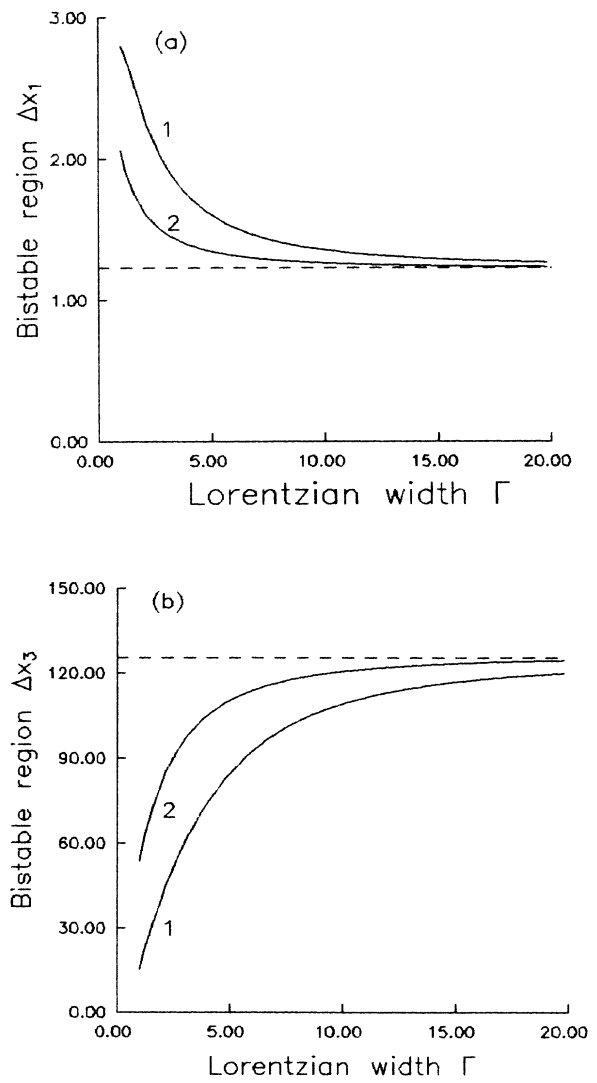 3.00
(a)
2.00
1.00
0.00
1
2
Bistable region Δx₁
0.00 5.00 10.00 15.00 20.00
Lorentzian width Γ
150.00
(b)
120.00
90.00
60.00
30.00
0.00
2
1
Bistable region Δx₃
0.00 5.00 10.00 15.00 20.00
Lorentzian width Γ